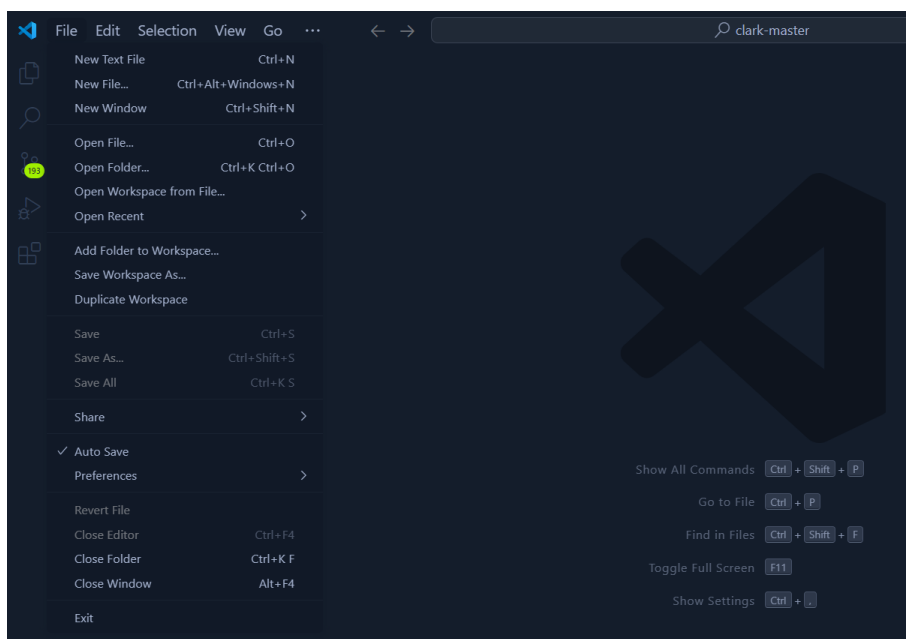 File Edit Selection View Go ···
clark-master
New Text File Ctrl+N
New File... Ctrl+Alt+Windows+N
New Window Ctrl+Shift+N
Open File... Ctrl+O
Open Folder... Ctrl+K Ctrl+O
Open Workspace from File...
Open Recent
Add Folder to Workspace...
Save Workspace As...
Duplicate Workspace
Save Ctrl+S
Save As... Ctrl+Shift+S
Save All Ctrl+K S
Share
Auto Save
Preferences
Revert File
Close Editor Ctrl+F4
Close Folder Ctrl+K F
Close Window Alt+F4
Exit
193
Show All Commands Ctrl + Shift + P
Go to File Ctrl + P
Find in Files Ctrl + Shift + F
Toggle Full Screen F11
Show Settings Ctrl + ,